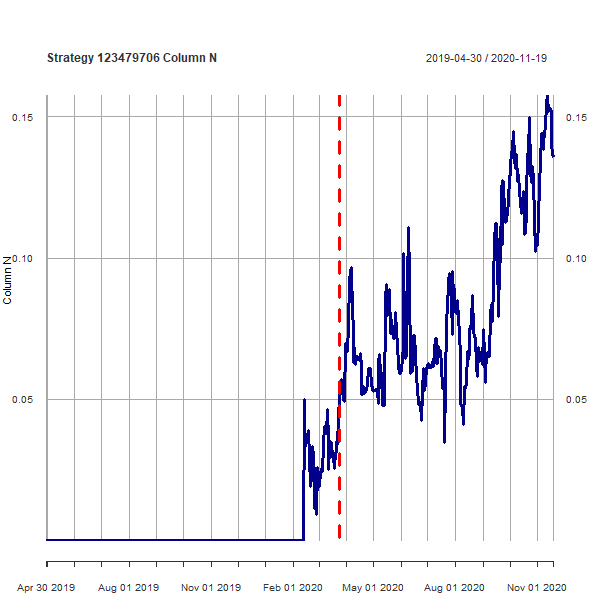 Strategy 123479706 Column N
2019-04-30 / 2020-11-19
0.15
0.15
0.10
0.10
0.05
0.05
Column N
Apr 30 2019
Aug 01 2019
Nov 01 2019
Feb 01 2020
May 01 2020
Aug 01 2020
Nov 01 2020